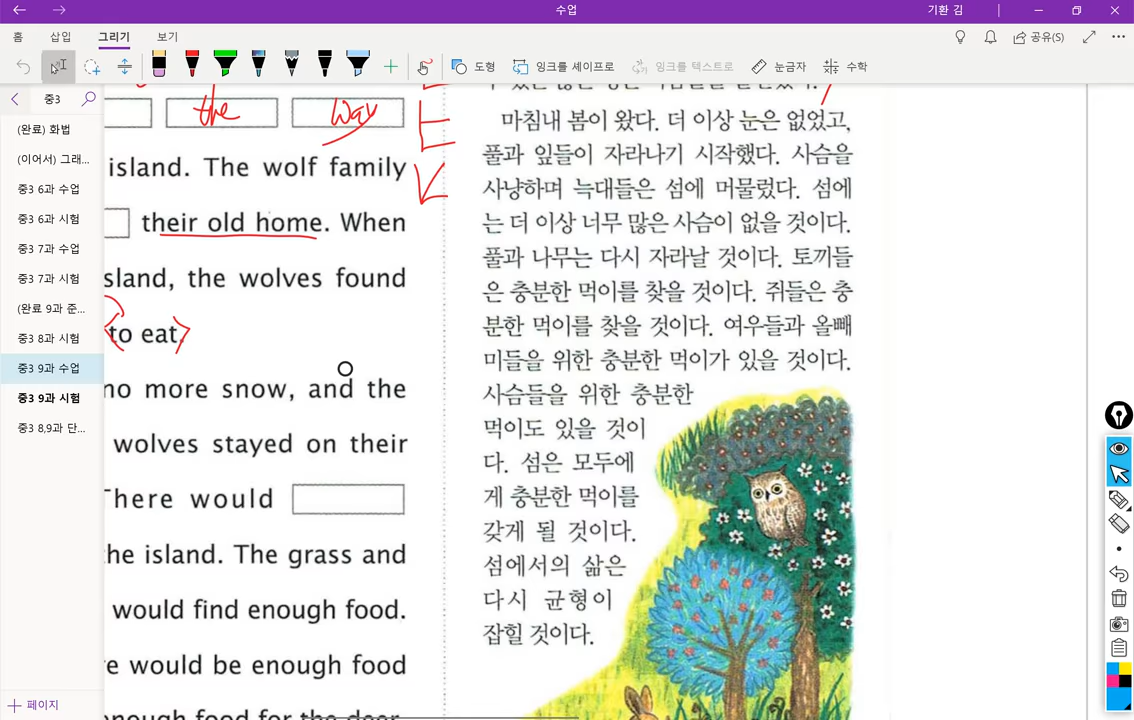 수업
기환 김
홈 삽입 그리기 보기
공유(S)
도형 잉크를 셰이프로 잉크를 텍스트로 눈금자 수학
중3
(완료) 화법
(이어서) 그래...
중3 6과 수업
중3 6과 시험
중3 7과 수업
중3 7과 시험
(완료 9과 준...
중3 8과 시험
중3 9과 수업
중3 9과 시험
중3 8,9과 단...
페이지
the way
island. The wolf family
their old home. When
sland, the wolves found
to eat.
no more snow, and the
wolves stayed on their
There would
he island. The grass and
would find enough food.
e would be enough food
enough food for the deer
마침내 봄이 왔다. 더 이상 눈은 없었고,
풀과 잎들이 자라나기 시작했다. 사슴을
사냥하며 늑대들은 섬에 머물렀다. 섬에
는 더 이상 너무 많은 사슴이 없을 것이다.
풀과 나무는 다시 자라날 것이다. 토끼들
은 충분한 먹이를 찾을 것이다. 쥐들은 충
분한 먹이를 찾을 것이다. 여우들과 올빼
미들을 위한 충분한 먹이가 있을 것이다.
사슴들을 위한 충분한
먹이도 있을 것이
다. 섬은 모두에
게 충분한 먹이를
갖게 될 것이다.
섬에서의 삶은
다시 균형이
잡힐 것이다.